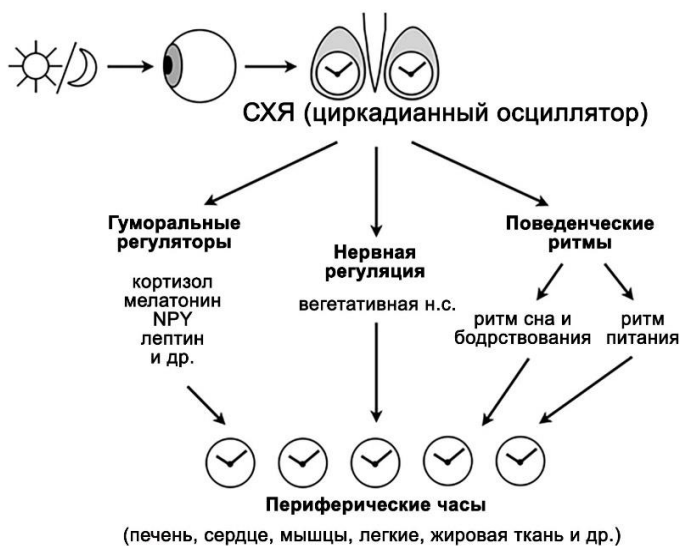 СХЯ (циркадианный осциллятор)
Гуморальные
регуляторы
кортизол
мелатонин
NPY
лептин
и др.
Нервная
регуляция
вегетативная н.с.
Поведенческие
ритмы
ритм сна и
бодрствования
ритм
питания
Периферические часы
(печень, сердце, мышцы, легкие, жировая ткань и др.)